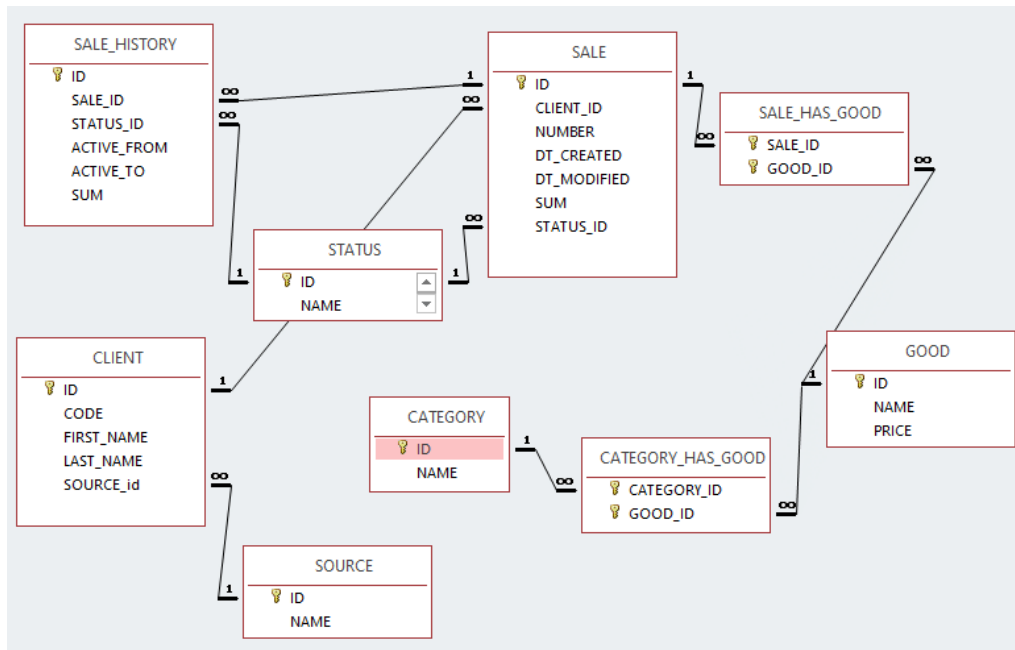 SALE_HISTORY
ID
SALE_ID
STATUS_ID
ACTIVE_FROM
ACTIVE_TO
SUM
SALE
ID
CLIENT_ID
NUMBER
DT_CREATED
DT_MODIFIED
SUM
STATUS_ID
SALE_HAS_GOOD
SALE_ID
GOOD_ID
STATUS
ID
NAME
CLIENT
ID
CODE
FIRST_NAME
LAST_NAME
SOURCE_id
CATEGORY
ID
NAME
CATEGORY_HAS_GOOD
CATEGORY_ID
GOOD_ID
GOOD
ID
NAME
PRICE
SOURCE
ID
NAME
∞
1
∞
1
∞
1
∞
1
∞
1
∞
1
∞
1
∞
1
∞